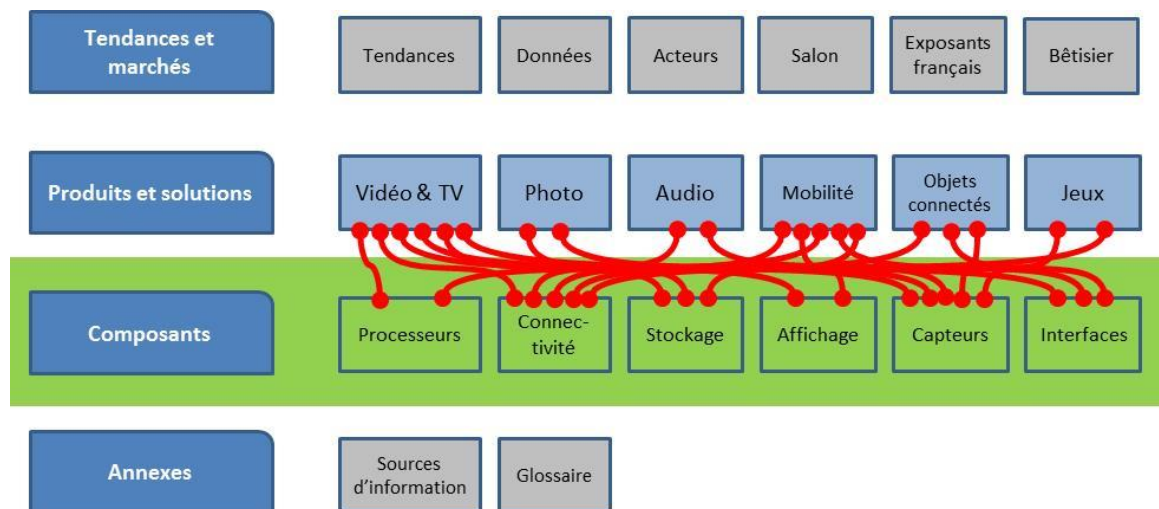 Tendances et
marchés
Tendances
Données
Acteurs
Salon
Exposants
français
Bêtisier
Produits et solutions
Vidéo & TV
Photo
Audio
Mobilité
Objets
connectés
Jeux
Composants
Processeurs
Connec-
tivité
Stockage
Affichage
Capteurs
Interfaces
Annexes
Sources
d'information
Glossaire